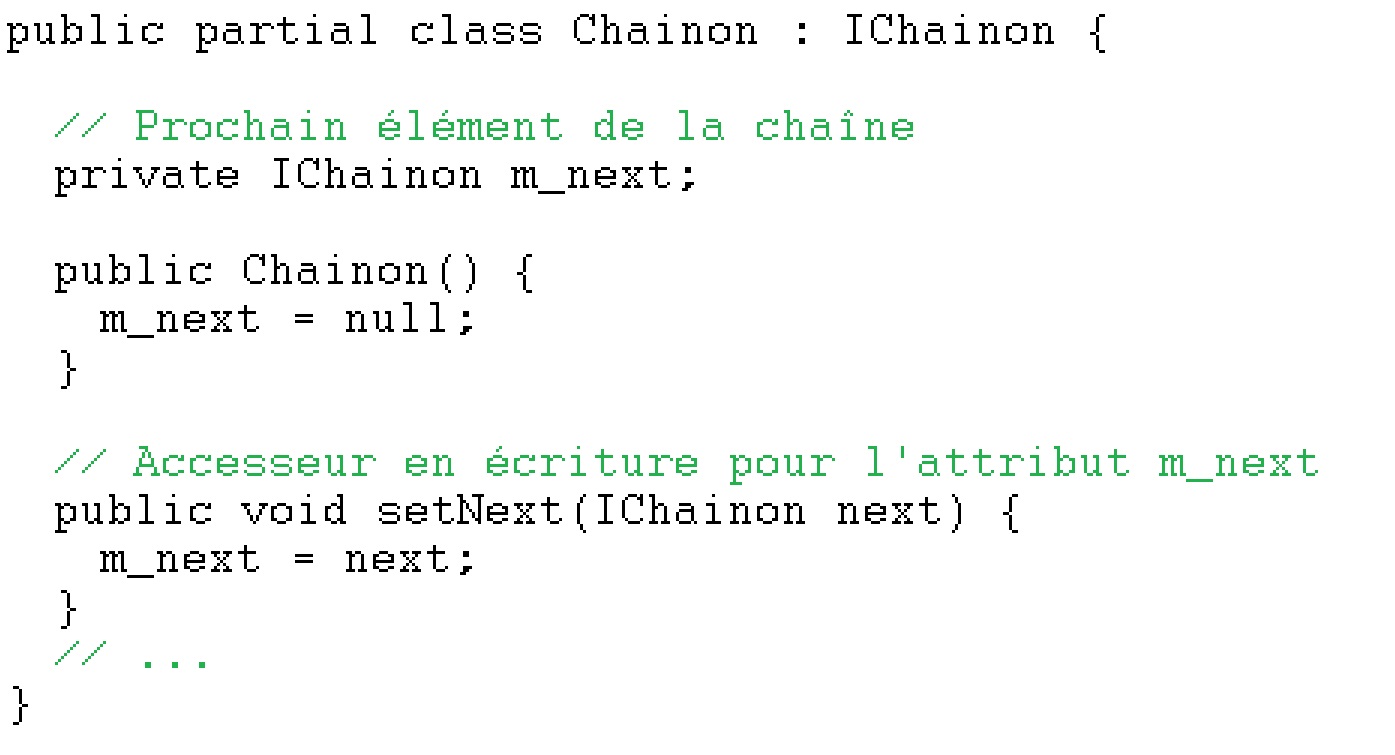 public partial class Chainon : IChainon {
// Prochain élément de la chaîne
private IChainon m_next;
public Chainon() {
m_next = null;
}
// Accesseur en écriture pour l'attribut m_next
public void setNext(IChainon next) {
m_next = next;
}
// ...
}